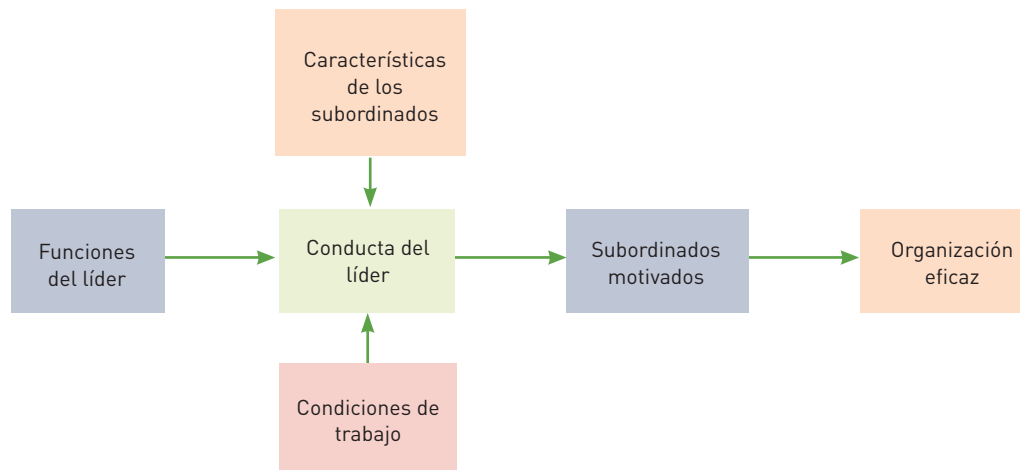 Características
de los
subordinados
Funciones
del líder
Conducta del
líder
Subordinados
motivados
Organización
eficaz
Condiciones de
trabajo